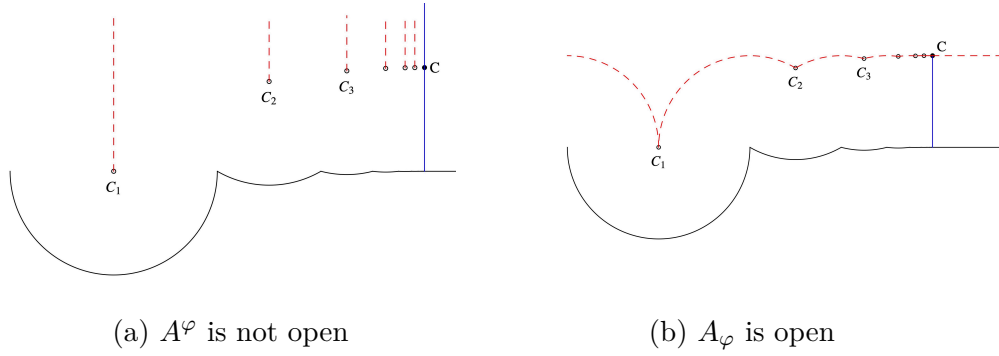 C
C₂
C₃
C₁
C
C₂
C₃
C₁
(a) A^φ is not open
(b) A_φ is open